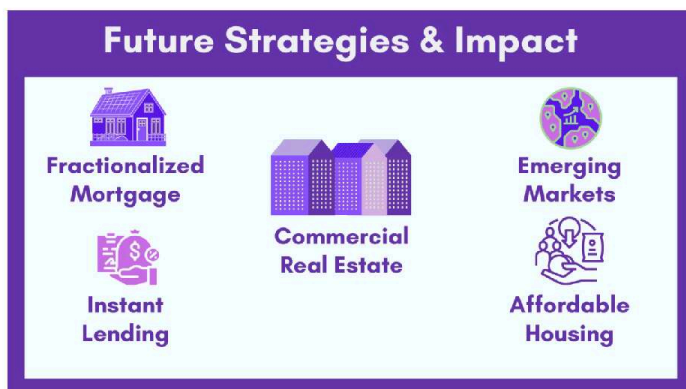 Future Strategies & Impact
Fractionalized
Mortgage
Commercial
Real Estate
Emerging
Markets
Instant
Lending
Affordable
Housing